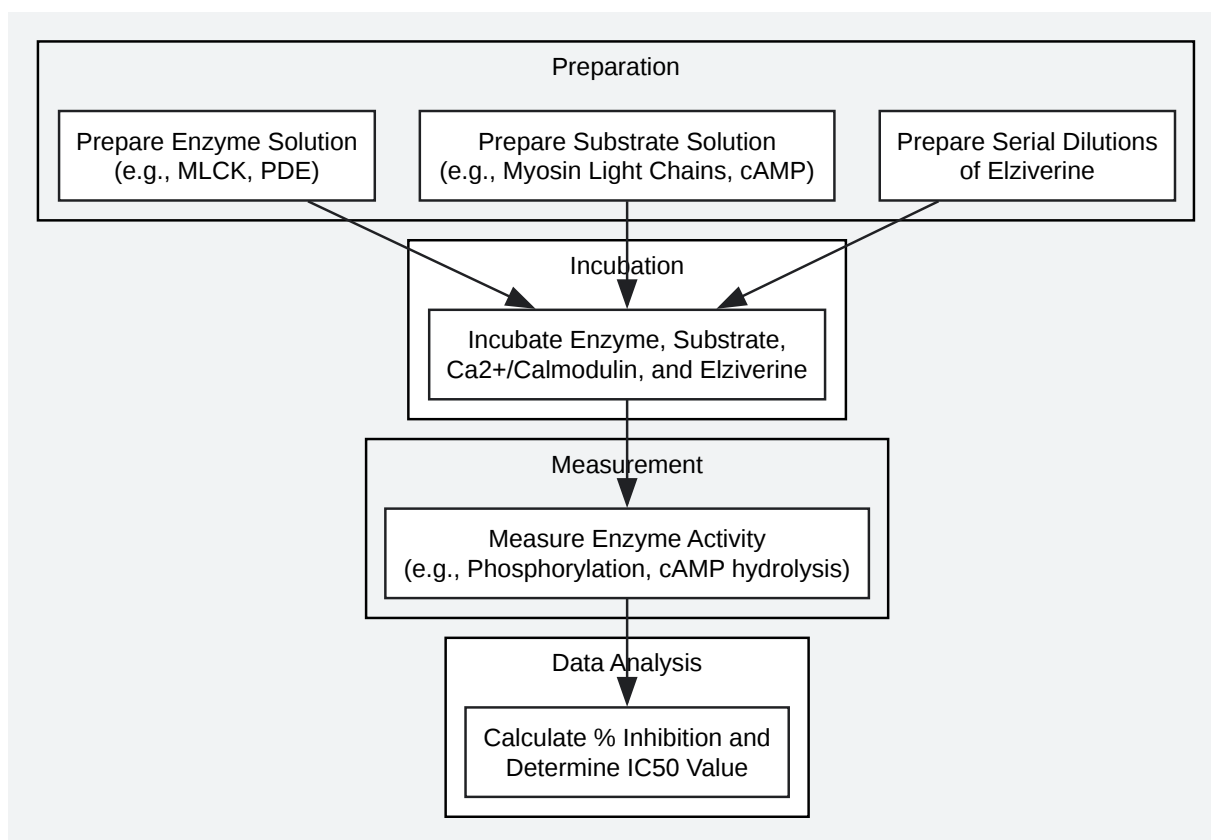 Preparation
Prepare Enzyme Solution
(e.g., MLCK, PDE)
Prepare Substrate Solution
(e.g., Myosin Light Chains, cAMP)
Prepare Serial Dilutions
of Elziverine
Incubation
Incubate Enzyme, Substrate,
Ca2+/Calmodulin, and Elziverine
Measurement
Measure Enzyme Activity
(e.g., Phosphorylation, cAMP hydrolysis)
Data Analysis
Calculate % Inhibition and
Determine IC50 Value